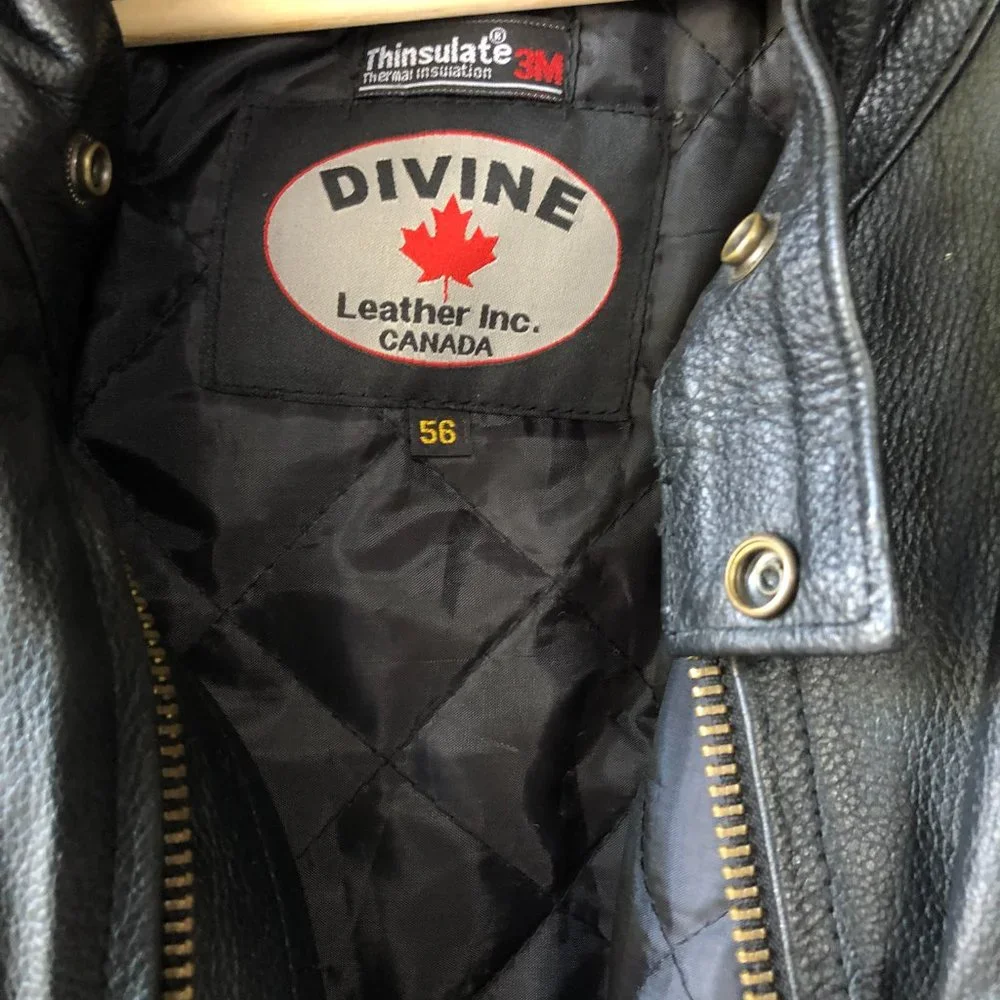 Thinsulate® 3M
Thermal Insulation
DIVINE
Leather Inc.
CANADA
56